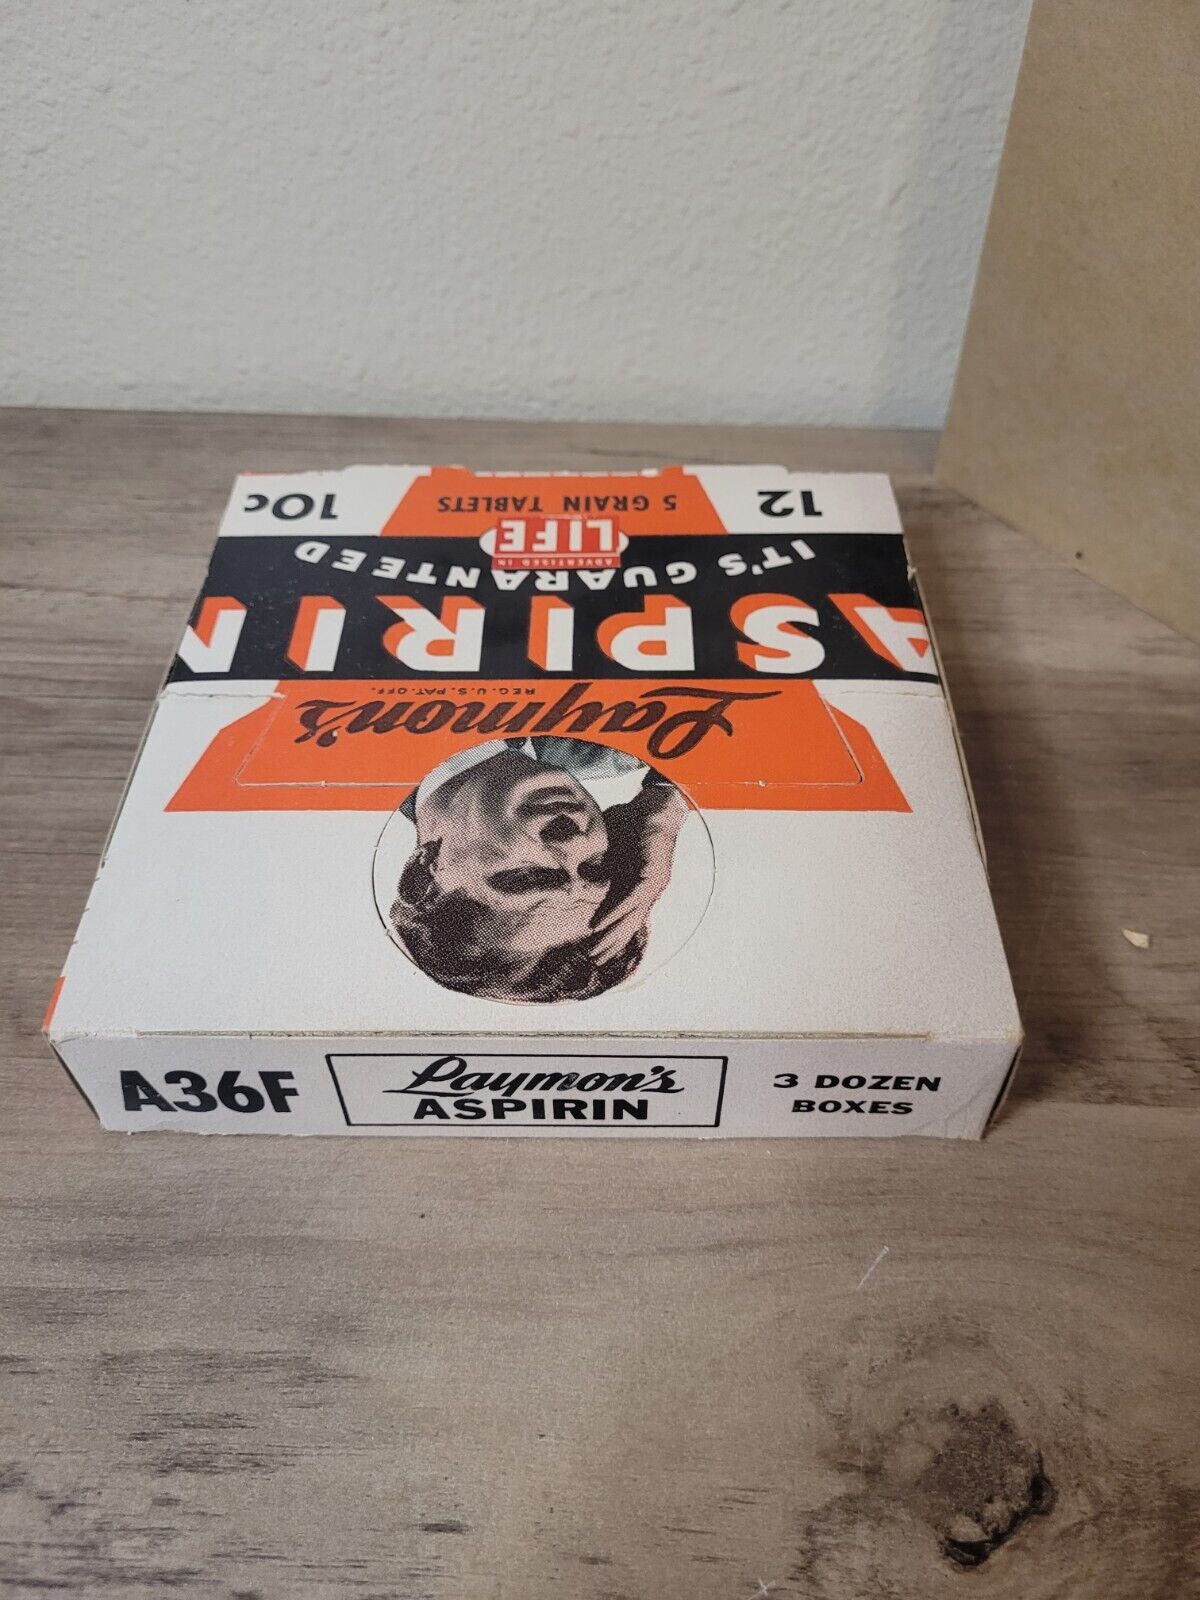 Laymon's
REG. U.S. PAT. OFF.
ASPIRIN
IT'S GUARANTEED
ADVERTISED IN
LIFE
12
5 GRAIN TABLETS
10c
A36F
Laymon's
ASPIRIN
3 DOZEN
BOXES